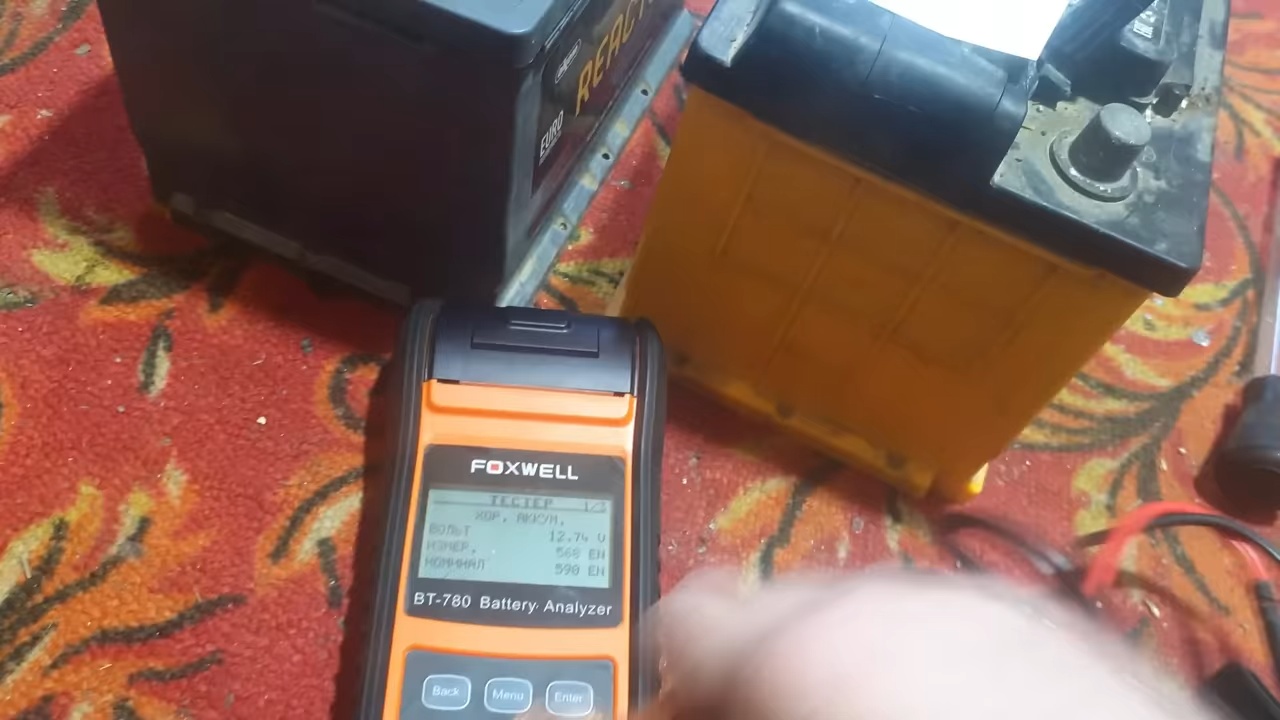 REACT
EURO
FOXWELL
ТЕСТЕР 1/3
ХОР. АКК/М.
ВОЛЬТ 12.74 V
ИЗМЕР. 568 EN
НОМИНАЛ 590 EN
BT-780 Battery Analyzer
Back Menu Enter